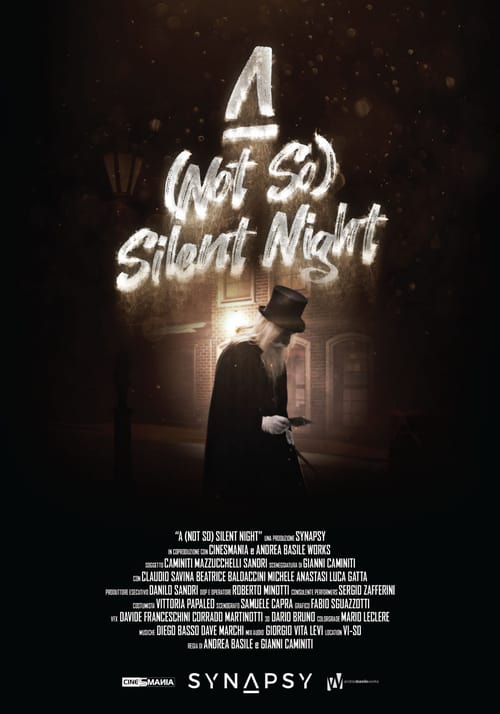 A
(Not So)
Silent Night
"A (NOT SO) SILENT NIGHT" UNA PRODUZIONE SYNAPSY
IN COPRODUZIONE CON CINESMANIA e ANDREA BASILE WORKS
SOGGETTO CAMINITI MAZZUCCHELLI SANDRI SCENEGGIATURA DI GIANNI CAMINITI
CON CLAUDIO SAVINA BEATRICE BALDACCINI MICHELE ANASTASI LUCA GATTA
PRODUTTORE ESECUTIVO DANILO SANDRI DOP E OPERATORE ROBERTO MINOTTI CONSULENTE PERFORMERS SERGIO ZAFFERINI
COSTUMISTA VITTORIA PAPALEO SCENOGRAFO SAMUELE CAPRA GRAFICO FABIO SGUAZZOTTI
VFX DAVIDE FRANCESCHINI CORRADO MARTINOTTI 3D DARIO BRUNO COLORGRADE MARIO LECLERE
MUSICHE DIEGO BASSO DAVE MARCHI MIX AUDIO GIORGIO VITA LEVI LOCATION VI-SO
REGIA DI ANDREA BASILE e GIANNI CAMINITI
CINESMANIA SYNAPSY andreabasileworks